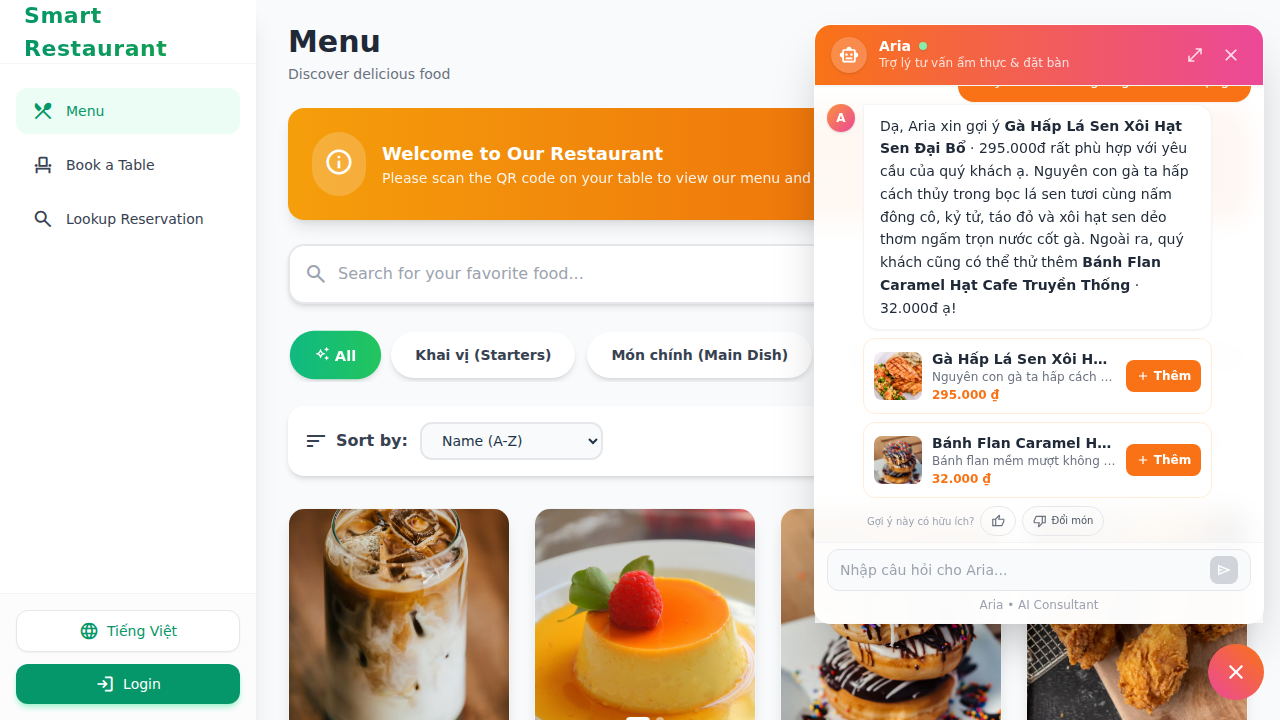 Smart
Restaurant
Menu
Book a Table
Lookup Reservation
Tiếng Việt
Login
Menu
Discover delicious food
Welcome to Our Restaurant
Please scan the QR code on your table to view our menu and
Search for your favorite food...
All
Khai vị (Starters)
Món chính (Main Dish)
Sort by:
Name (A-Z)
Aria
Trợ lý tư vấn ẩm thực & đặt bàn
A
Dạ, Aria xin gợi ý Gà Hấp Lá Sen Xôi Hạt
Sen Đại Bổ · 295.000đ rất phù hợp với yêu
cầu của quý khách ạ. Nguyên con gà ta hấp
cách thủy trong bọc lá sen tươi cùng nấm
đông cô, kỷ tử, táo đỏ và xôi hạt sen dẻo
thơm ngấm trọn nước cốt gà. Ngoài ra, quý
khách cũng có thể thử thêm Bánh Flan
Caramel Hạt Cafe Truyền Thống ·
32.000đ ạ!
Gà Hấp Lá Sen Xôi H...
Nguyên con gà ta hấp cách ...
295.000 ₫
+ Thêm
Bánh Flan Caramel H...
Bánh flan mềm mượt không ...
32.000 ₫
+ Thêm
Gợi ý này có hữu ích?
Đổi món
Nhập câu hỏi cho Aria...
Aria • AI Consultant